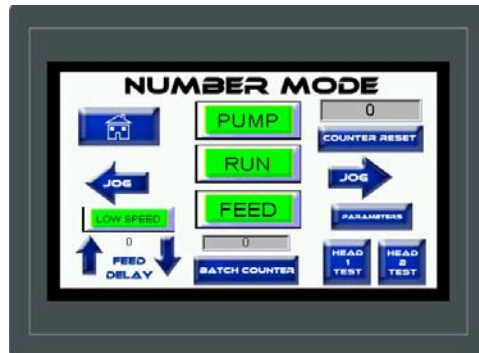 NUMBER MODE
PUMP
0
COUNTER RESET
JOG
RUN
JOG
LOW SPEED
FEED
PARAMETERS
0
FEED
DELAY
0
BATCH COUNTER
HEAD
1
TEST
HEAD
2
TEST